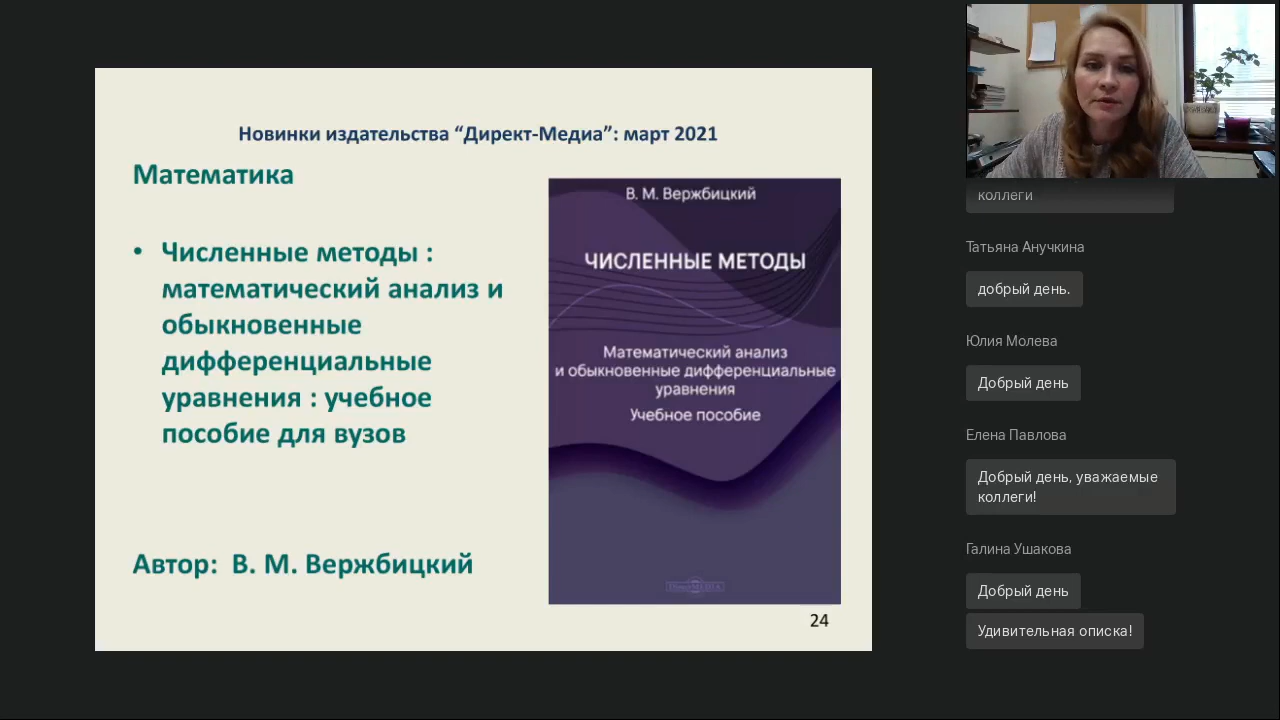 Новинки издательства “Директ-Медиа”: март 2021
Математика
• Численные методы :
математический анализ и
обыкновенные
дифференциальные
уравнения : учебное
пособие для вузов
Автор: В. М. Вержбицкий
В. М. Вержбицкий
ЧИСЛЕННЫЕ МЕТОДЫ
Математический анализ
и обыкновенные дифференциальные
уравнения
Учебное пособие
DirectMEDIA
24
коллеги
Татьяна Анучкина
добрый день.
Юлия Молева
Добрый день
Елена Павлова
Добрый день, уважаемые
коллеги!
Галина Ушакова
Добрый день
Удивительная описка!